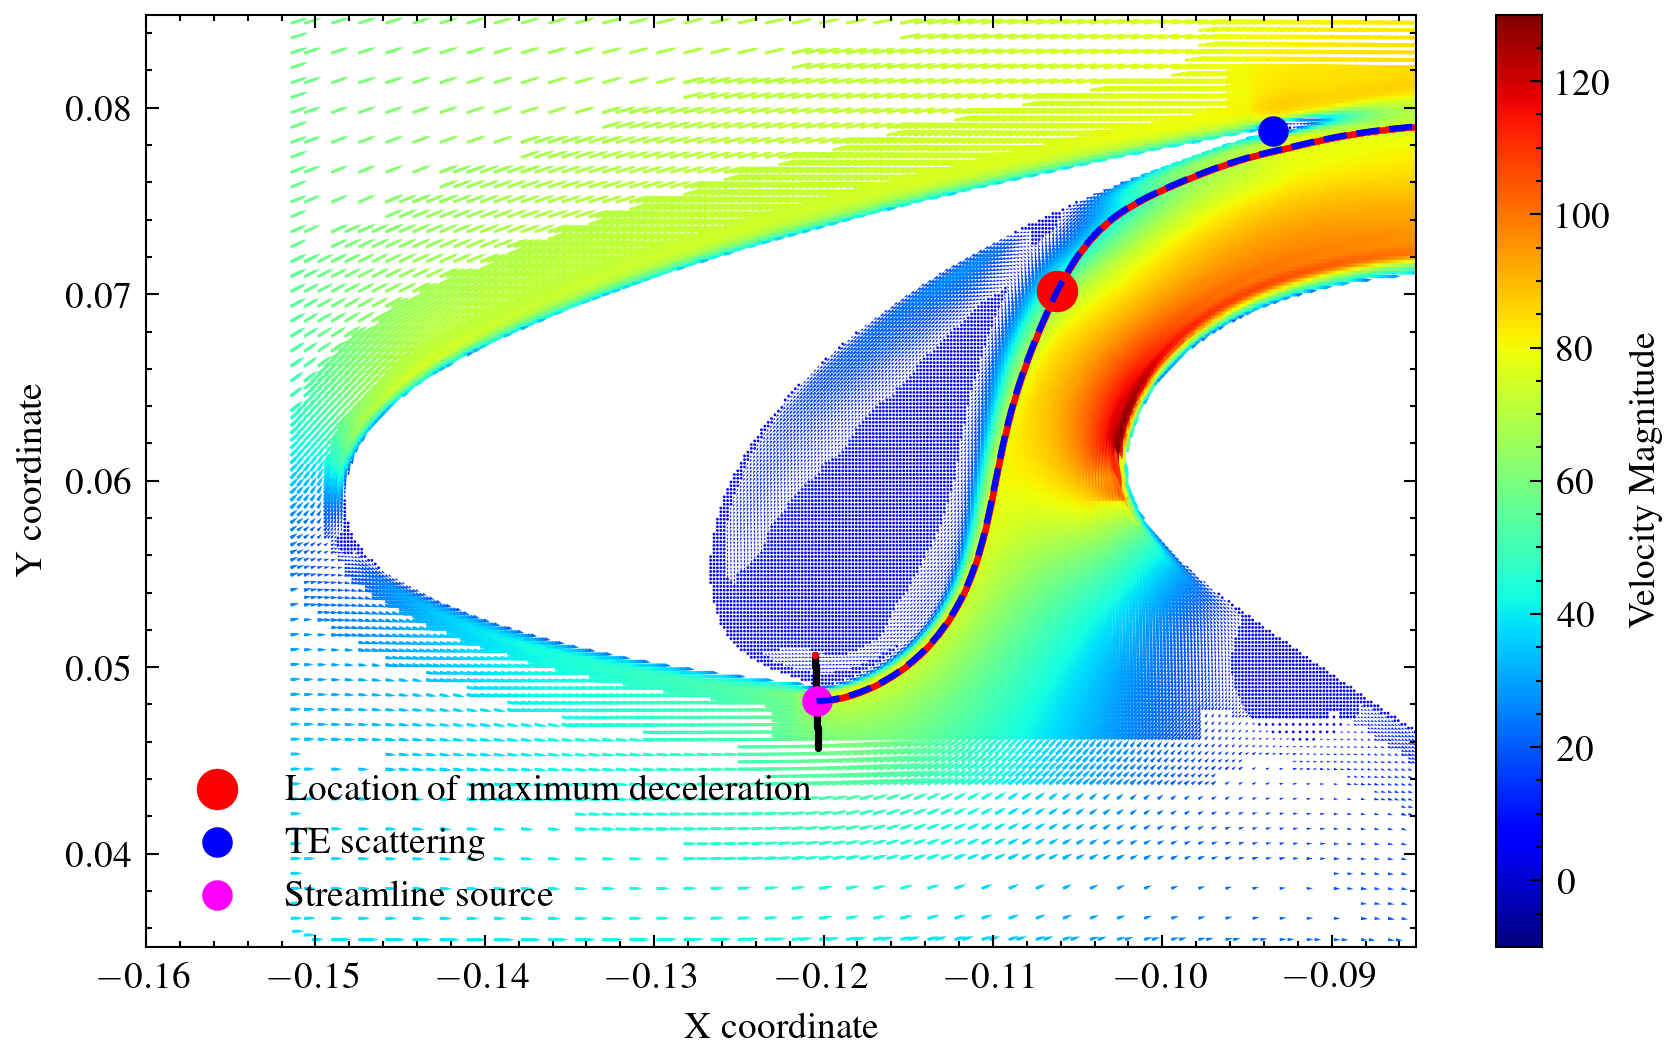 0.08
0.07
0.06
0.05
0.04
Y coordinate
−0.16 −0.15 −0.14 −0.13 −0.12 −0.11 −0.10 −0.09
X coordinate
Location of maximum deceleration
TE scattering
Streamline source
120
100
80
60
40
20
0
Velocity Magnitude